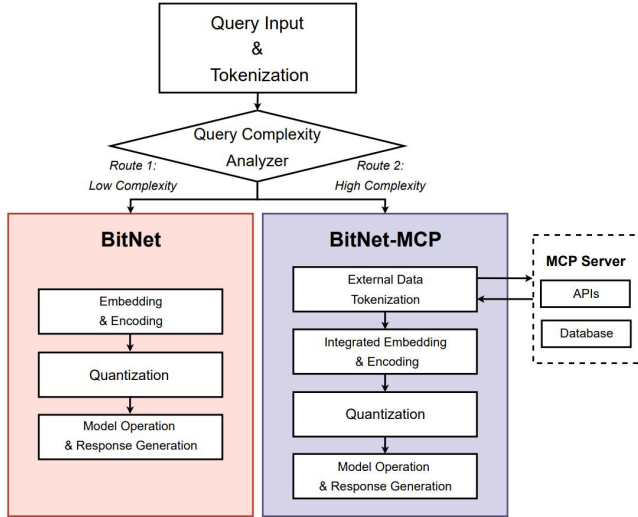 Query Input
&
Tokenization
Query Complexity
Analyzer
Route 1:
Low Complexity
Route 2:
High Complexity
BitNet
Embedding
& Encoding
Quantization
Model Operation
& Response Generation
BitNet-MCP
External Data
Tokenization
Integrated Embedding
& Encoding
Quantization
Model Operation
& Response Generation
MCP Server
APIs
Database